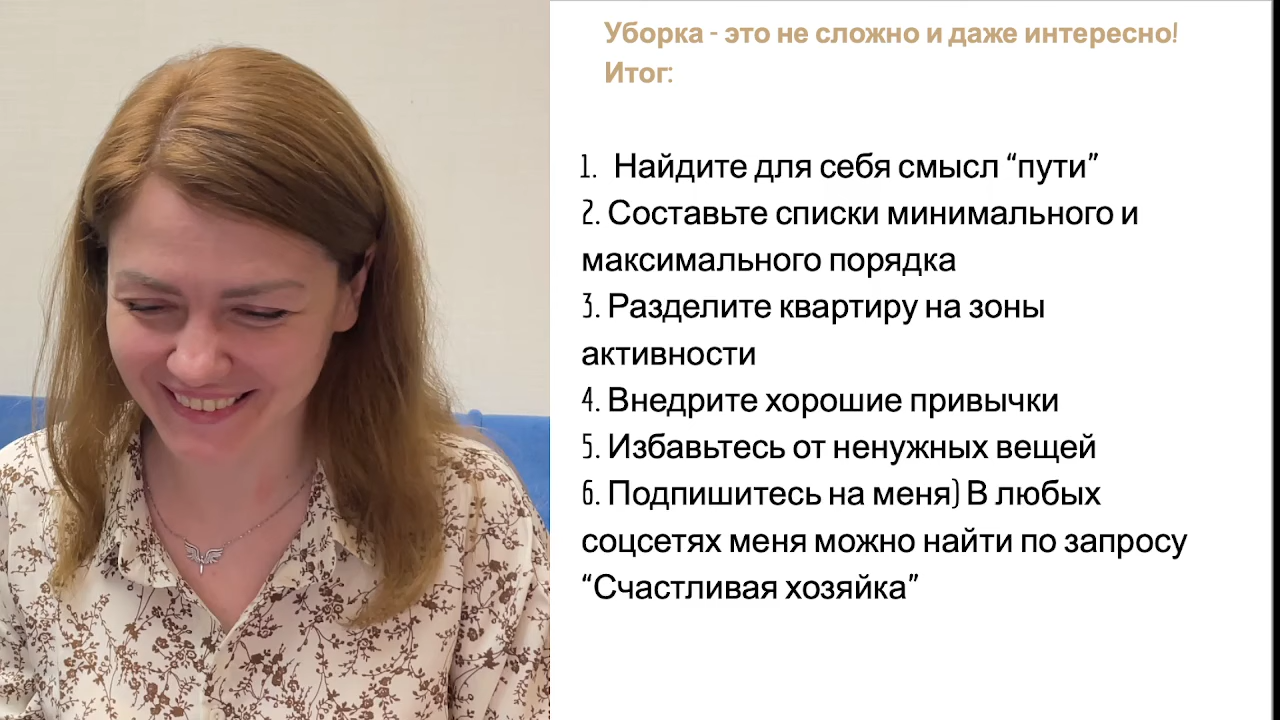 Уборка - это не сложно и даже интересно!
Итог:
1. Найдите для себя смысл “пути”
2. Составьте списки минимального и
максимального порядка
3. Разделите квартиру на зоны
активности
4. Внедрите хорошие привычки
5. Избавьтесь от ненужных вещей
6. Подпишитесь на меня) В любых
соцсетях меня можно найти по запросу
“Счастливая хозяйка”